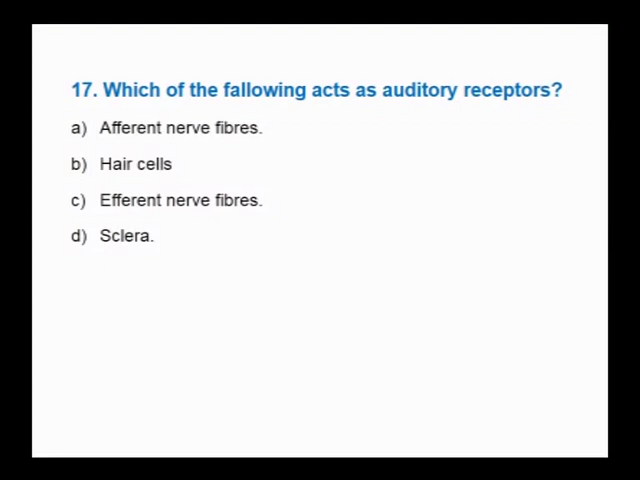 17. Which of the fallowing acts as auditory receptors?
a) Afferent nerve fibres.
b) Hair cells
c) Efferent nerve fibres.
d) Sclera.